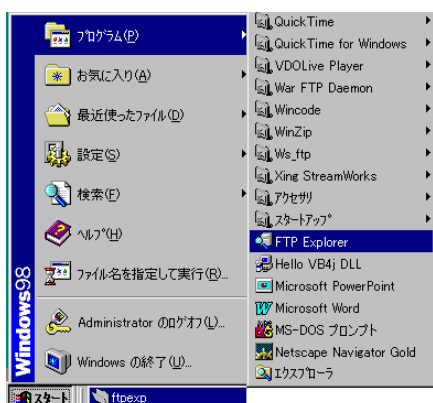 プログラム(P)
お気に入り(A)
最近使ったファイル(D)
設定(S)
検索(F)
ヘルプ(H)
ファイル名を指定して実行(R)...
Administrator のログオフ(L)...
Windows の終了(U)...
Windows98
スタート
ftpexp
QuickTime
QuickTime for Windows
VDOLive Player
War FTP Daemon
Wincode
WinZip
Ws_ftp
Xing StreamWorks
アクセサリ
スタートアップ
FTP Explorer
Hello VB4j DLL
Microsoft PowerPoint
Microsoft Word
MS-DOS プロンプト
Netscape Navigator Gold
エクスプローラ